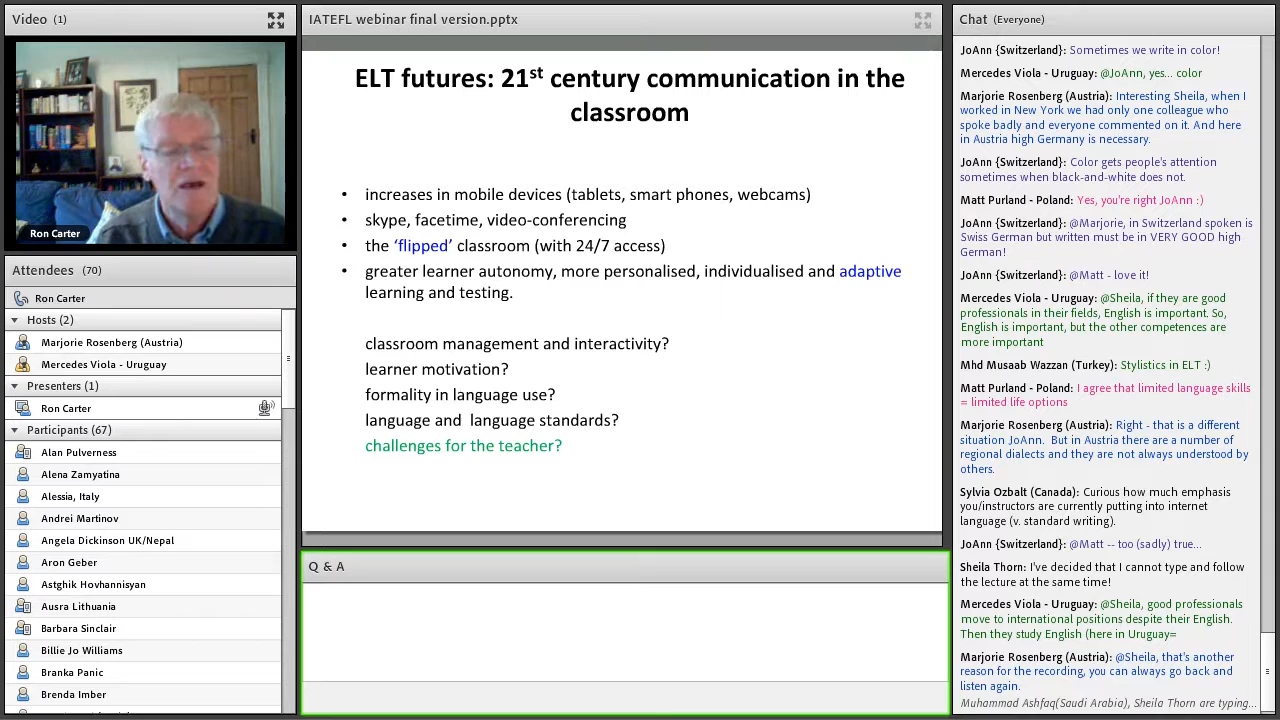 Video (1)
Ron Carter
Attendees (70)
Ron Carter
Hosts (2)
Marjorie Rosenberg (Austria)
Mercedes Viola - Uruguay
Presenters (1)
Ron Carter
Participants (67)
Alan Pulverness
Alena Zamyatina
Alessia, Italy
Andrei Martinov
Angela Dickinson UK/Nepal
Aron Geber
Astghik Hovhannisyan
Ausra Lithuania
Barbara Sinclair
Billie Jo Williams
Branka Panic
Brenda Imber
IATEFL webinar final version.pptx
ELT futures: 21st century communication in the
classroom
• increases in mobile devices (tablets, smart phones, webcams)
• skype, facetime, video-conferencing
• the ‘flipped’ classroom (with 24/7 access)
• greater learner autonomy, more personalised, individualised and adaptive
learning and testing.
classroom management and interactivity?
learner motivation?
formality in language use?
language and  language standards?
challenges for the teacher?
Q & A
Chat (Everyone)
JoAnn {Switzerland}: Sometimes we write in color!
Mercedes Viola - Uruguay: @JoAnn, yes... color
Marjorie Rosenberg (Austria): Interesting Sheila, when I
worked in New York we had only one colleague who
spoke badly and everyone commented on it. And here
in Austria high Germany is necessary.
JoAnn {Switzerland}: Color gets people's attention
sometimes when black-and-white does not.
Matt Purland - Poland: Yes, you're right JoAnn :)
JoAnn {Switzerland}: @Marjorie, in Switzerland spoken is
Swiss German but written must be in VERY GOOD high
German!
JoAnn {Switzerland}: @Matt - love it!
Mercedes Viola - Uruguay: @Sheila, if they are good
professionals in their fields, English is important. So,
English is important, but the other competences are
more important
Mhd Musaab Wazzan (Turkey): Stylistics in ELT :)
Matt Purland - Poland: I agree that limited language skills
= limited life options
Marjorie Rosenberg (Austria): Right - that is a different
situation JoAnn.  But in Austria there are a number of
regional dialects and they are not always understood by
others.
Sylvia Ozbalt (Canada): Curious how much emphasis
you/instructors are currently putting into internet
language (v. standard writing).
JoAnn {Switzerland}: @Matt -- too (sadly) true...
Sheila Thorn: I've decided that I cannot type and follow
the lecture at the same time!
Mercedes Viola - Uruguay: @Sheila, good professionals
move to international positions despite their English.
Then they study English (here in Uruguay=
Marjorie Rosenberg (Austria): @Sheila, that's another
reason for the recording, you can always go back and
listen again.
Muhammad Ashfaq(Saudi Arabia), Sheila Thorn are typing...